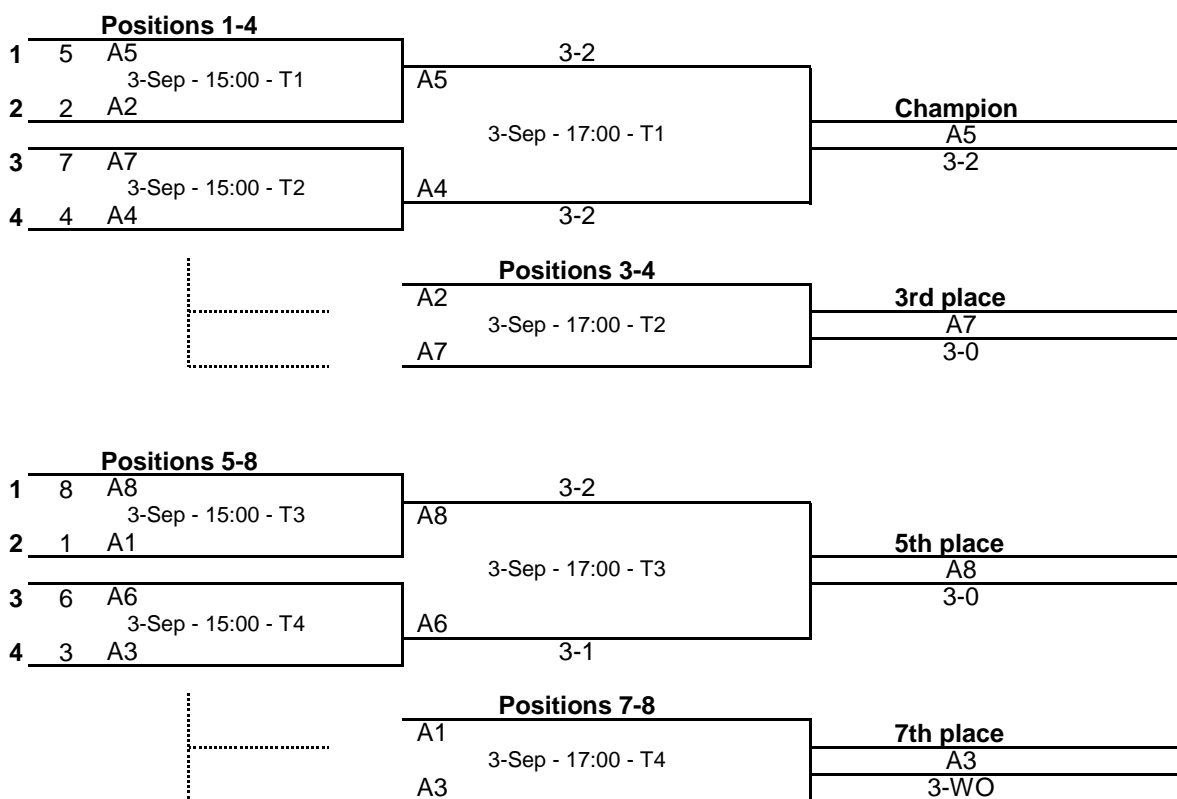 Positions 1-4
1 5 A5 3-2
3-Sep - 15:00 - T1 A5
2 2 A2 Champion
3-Sep - 17:00 - T1 A5
3 7 A7 3-2
3-Sep - 15:00 - T2 A4
4 4 A4 3-2
Positions 3-4
A2 3rd place
3-Sep - 17:00 - T2 A7
A7 3-0
Positions 5-8
1 8 A8 3-2
3-Sep - 15:00 - T3 A8
2 1 A1 5th place
3-Sep - 17:00 - T3 A8
3 6 A6 3-0
3-Sep - 15:00 - T4 A6
4 3 A3 3-1
Positions 7-8
A1 7th place
3-Sep - 17:00 - T4 A3
A3 3-WO